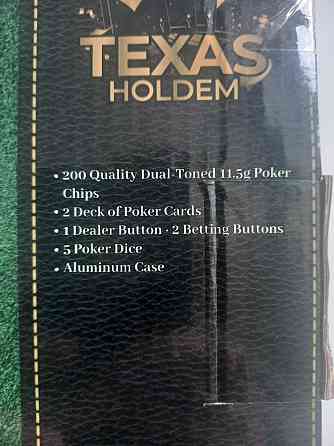 TEXAS
HOLDEM
• 200 Quality Dual-Toned 11.5g Poker
Chips
• 2 Deck of Poker Cards
• 1 Dealer Button - 2 Betting Buttons
• 5 Poker Dice
• Aluminum Case